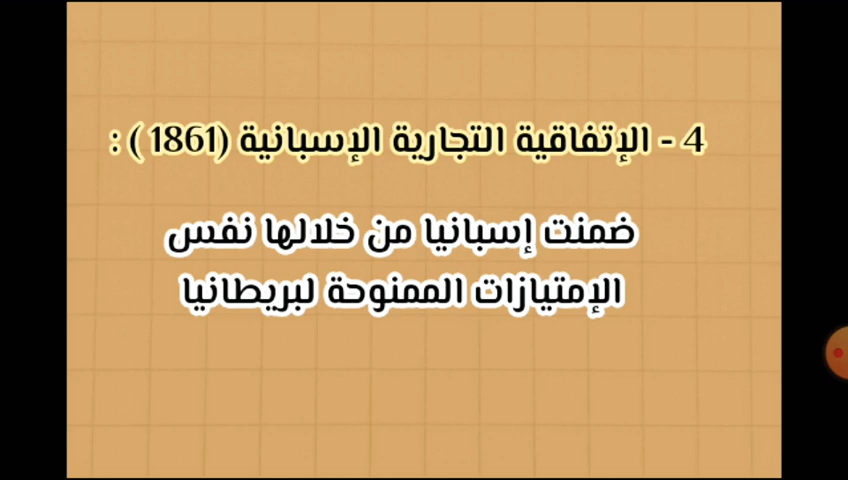 4 - الإتفاقية التجارية الإسبانية (1861 ) :
ضمنت إسبانيا من خلالها نفس
الإمتيازات الممنوحة لبريطانيا